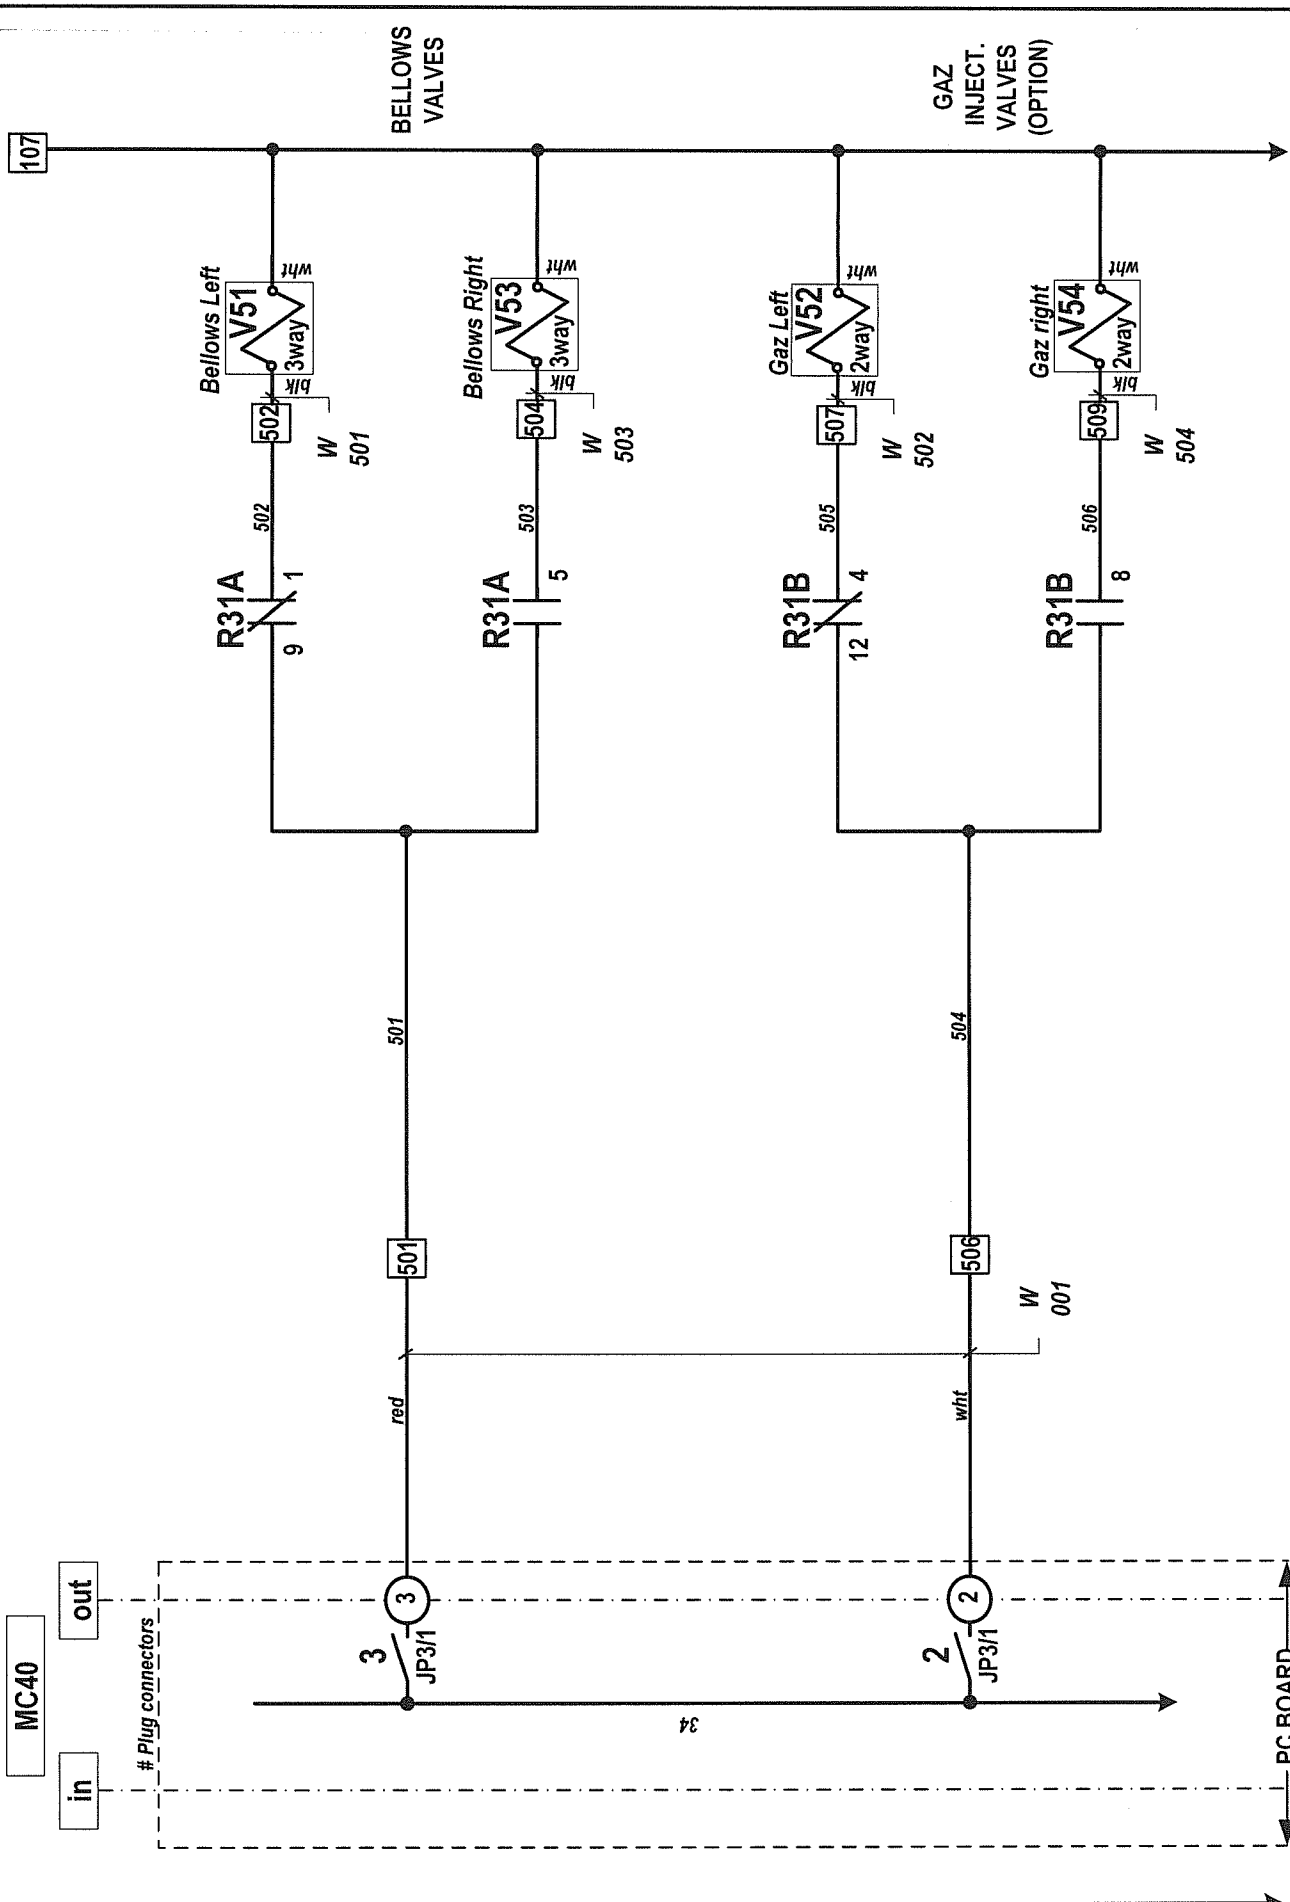 MC40
in
out
# Plug connectors
34
3
JP3/1
3
red
501
501
R31A
9
1
502
502
blk
W
501
Bellows Left
V51
3way
wht
107
BELLOWS
VALVES
R31A
5
503
504
blk
W
503
Bellows Right
V53
3way
wht
2
JP3/1
2
wht
W
001
506
504
R31B
12
4
505
507
blk
W
502
Gaz Left
V52
2way
wht
GAZ
INJECT.
VALVES
(OPTION)
R31B
8
506
509
blk
W
504
Gaz right
V54
2way
wht
PC BOARD